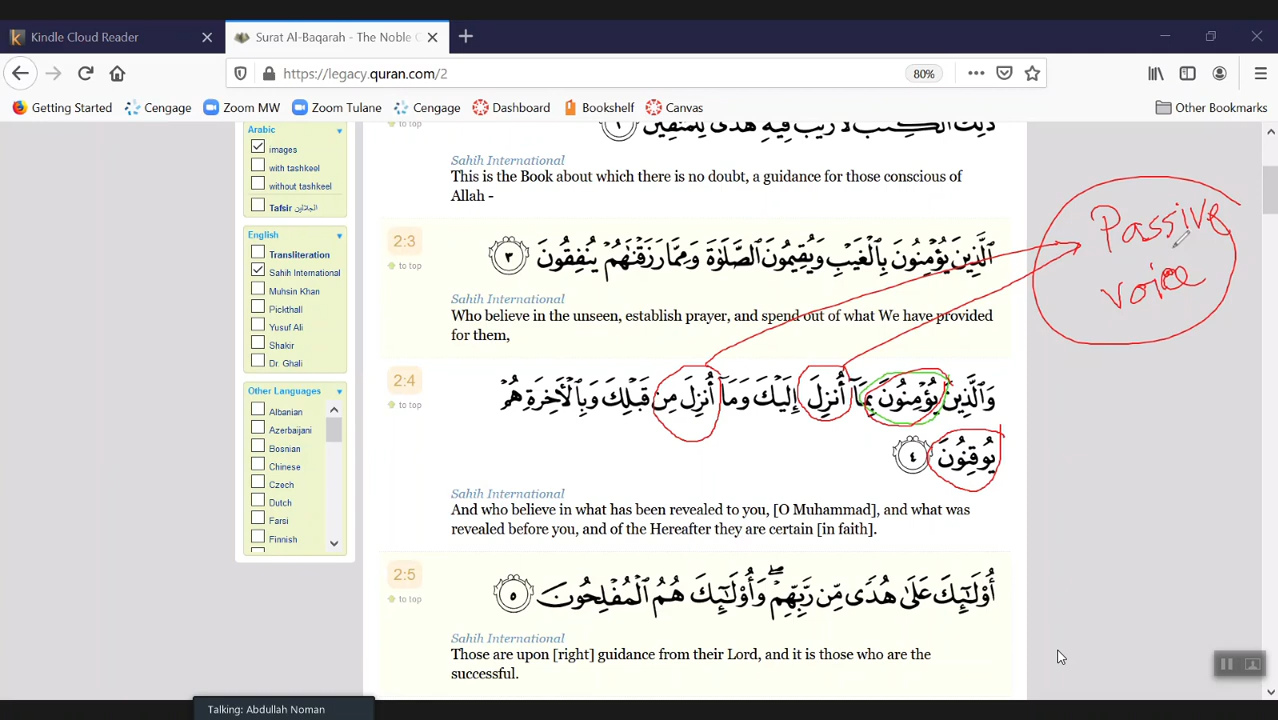 Kindle Cloud Reader
Surat Al-Baqarah - The Noble
https://legacy.quran.com/2
80%
Getting Started
Cengage
Zoom MW
Zoom Tulane
Cengage
Dashboard
Bookshelf
Canvas
Other Bookmarks
Arabic
images
with tashkeel
without tashkeel
Tafsir الجلالين
English
Transliteration
Sahih International
Muhsin Khan
Pickthall
Yusuf Ali
Shakir
Dr. Ghali
Other Languages
Albanian
Azerbaijani
Bosnian
Chinese
Czech
Dutch
Farsi
Finnish
to top
ذَٰلِكَ ٱلْكِتَٰبُ لَا رَيْبَ فِيهِ هُدًى لِّلْمُتَّقِينَ
Sahih International
This is the Book about which there is no doubt, a guidance for those conscious of
Allah -
2:3
to top
ٱلَّذِينَ يُؤْمِنُونَ بِٱلْغَيْبِ وَيُقِيمُونَ ٱلصَّلَوٰةَ وَمِمَّا رَزَقْنَٰهُمْ يُنفِقُونَ ٣
Sahih International
Who believe in the unseen, establish prayer, and spend out of what We have provided
for them,
2:4
to top
وَٱلَّذِينَ يُؤْمِنُونَ بِمَآ أُنزِلَ إِلَيْكَ وَمَآ أُنزِلَ مِن قَبْلِكَ وَبِٱلْءَاخِرَةِ هُمْ
يُوقِنُونَ ٤
Sahih International
And who believe in what has been revealed to you, [O Muhammad], and what was
revealed before you, and of the Hereafter they are certain [in faith].
2:5
to top
أُو۟لَٰٓئِكَ عَلَىٰ هُدًى مِّن رَّبِّهِمْ ۖ وَأُو۟لَٰٓئِكَ هُمُ ٱلْمُفْلِحُونَ ٥
Sahih International
Those are upon [right] guidance from their Lord, and it is those who are the
successful.
Passive
voice
Talking: Abdullah Noman